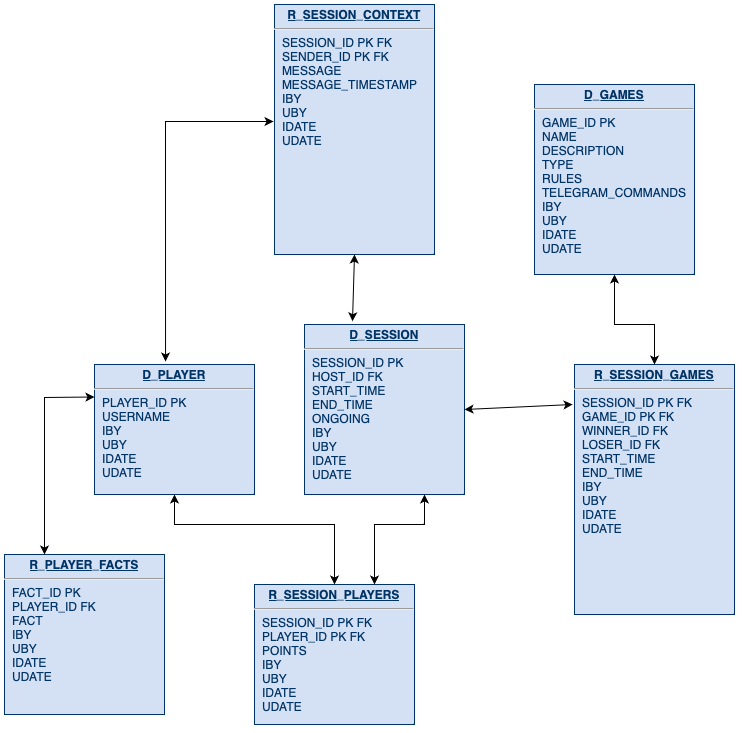 R_SESSION_CONTEXT
SESSION_ID PK FK
SENDER_ID PK FK
MESSAGE
MESSAGE_TIMESTAMP
IBY
UBY
IDATE
UDATE
D_GAMES
GAME_ID PK
NAME
DESCRIPTION
TYPE
RULES
TELEGRAM_COMMANDS
IBY
UBY
IDATE
UDATE
D_SESSION
SESSION_ID PK
HOST_ID FK
START_TIME
END_TIME
ONGOING
IBY
UBY
IDATE
UDATE
D_PLAYER
PLAYER_ID PK
USERNAME
IBY
UBY
IDATE
UDATE
R_SESSION_GAMES
SESSION_ID PK FK
GAME_ID PK FK
WINNER_ID FK
LOSER_ID FK
START_TIME
END_TIME
IBY
UBY
IDATE
UDATE
R_PLAYER_FACTS
FACT_ID PK
PLAYER_ID FK
FACT
IBY
UBY
IDATE
UDATE
R_SESSION_PLAYERS
SESSION_ID PK FK
PLAYER_ID PK FK
POINTS
IBY
UBY
IDATE
UDATE